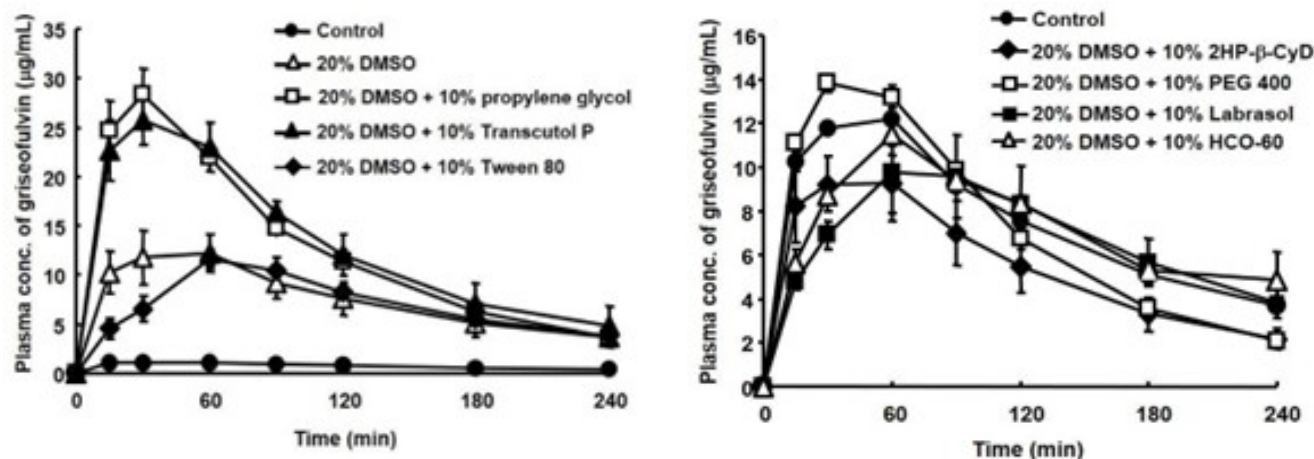 Plasma conc. of griseofulvin (μg/mL)
35
30
25
20
15
10
5
0
0 60 120 180 240
Time (min)
Control
20% DMSO
20% DMSO + 10% propylene glycol
20% DMSO + 10% Transcutol P
20% DMSO + 10% Tween 80
Plasma conc. of griseofulvin (μg/mL)
16
14
12
10
8
6
4
2
0
0 60 120 180 240
Time (min)
Control
20% DMSO + 10% 2HP-β-CyD
20% DMSO + 10% PEG 400
20% DMSO + 10% Labrasol
20% DMSO + 10% HCO-60